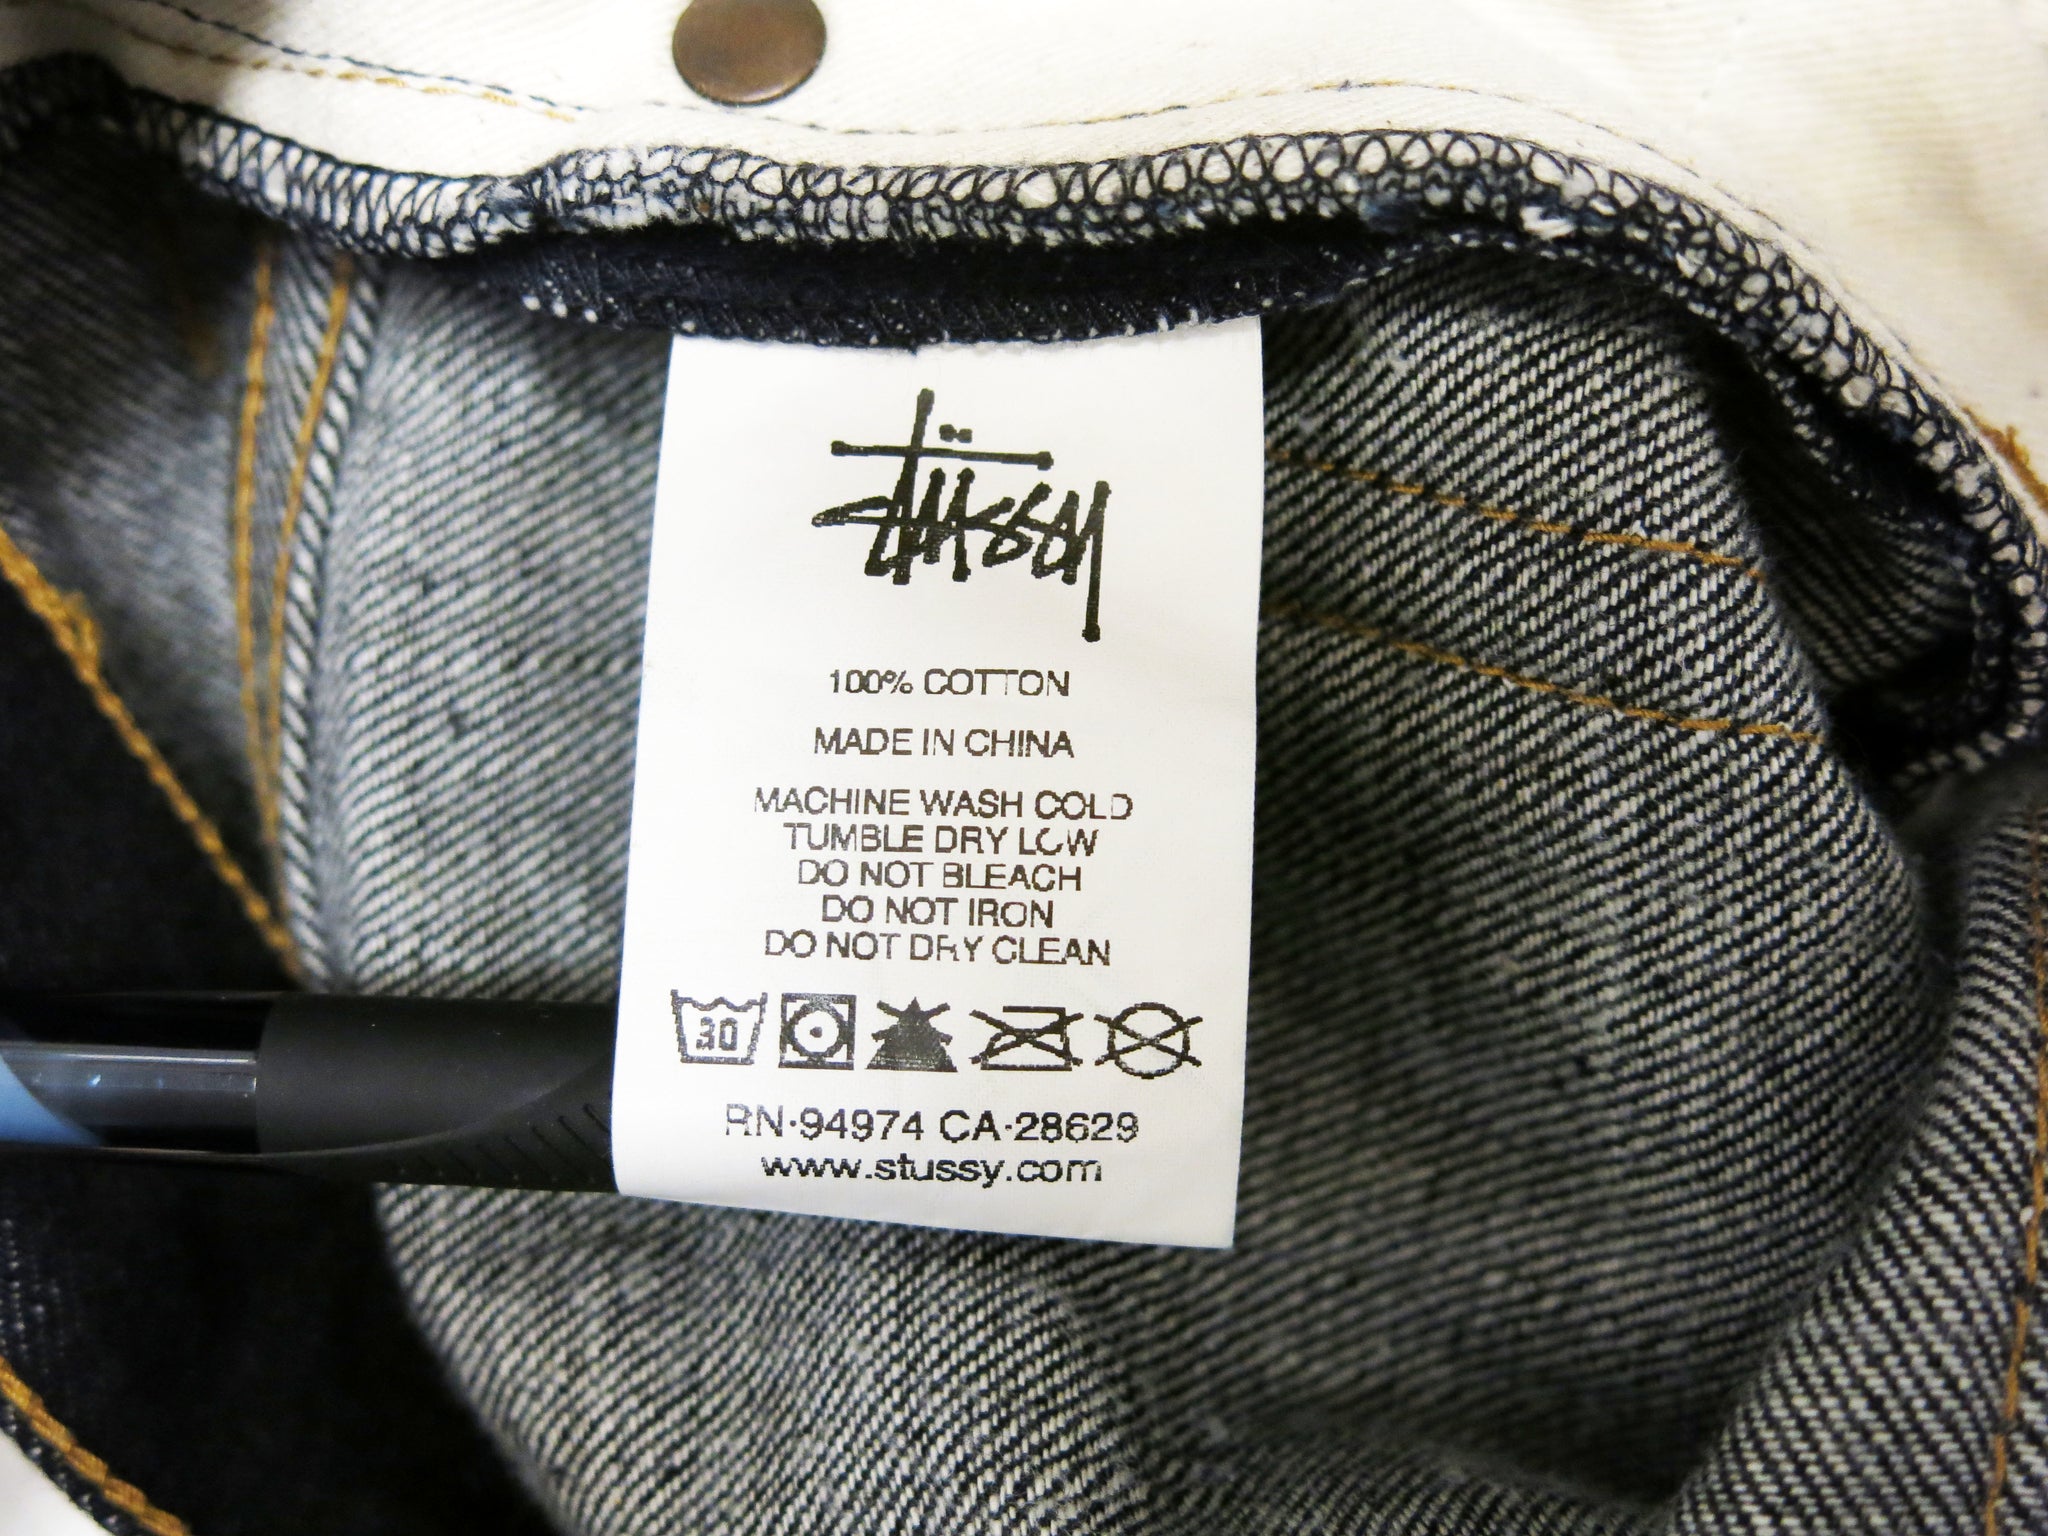 Stüssy
100% COTTON
MADE IN CHINA
MACHINE WASH COLD
TUMBLE DRY LOW
DO NOT BLEACH
DO NOT IRON
DO NOT DRY CLEAN
30
RN·94974 CA·28629
www.stussy.com